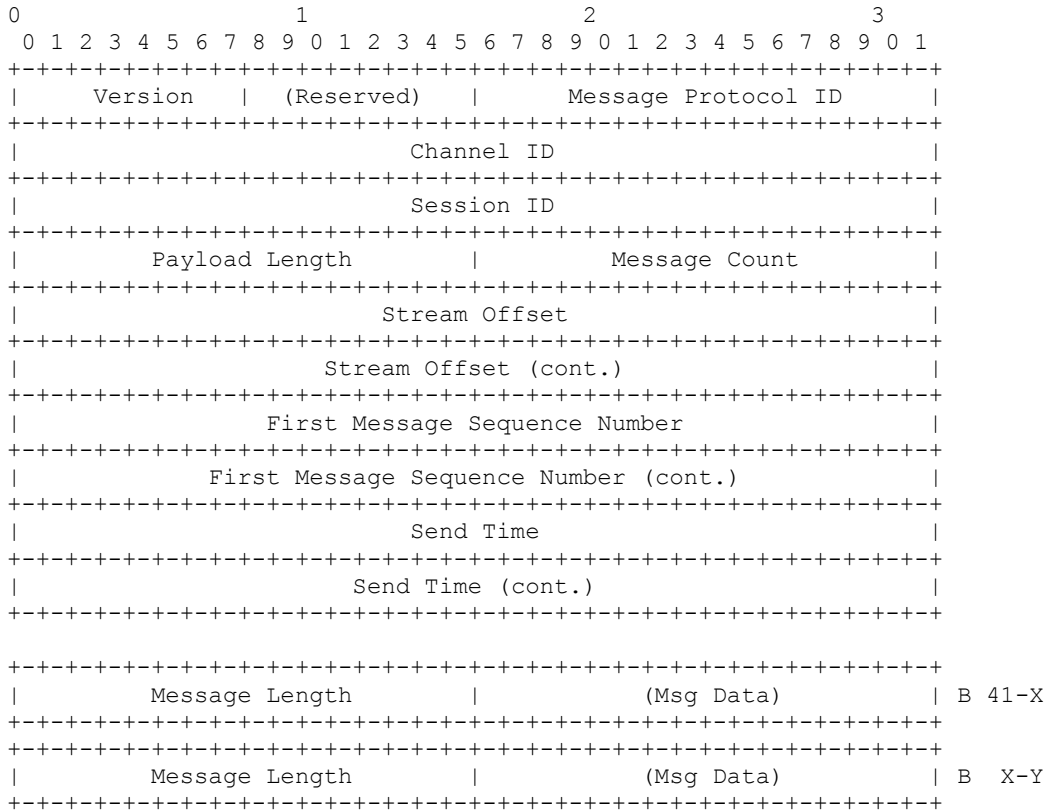 0                   1                   2                   3
 0 1 2 3 4 5 6 7 8 9 0 1 2 3 4 5 6 7 8 9 0 1 2 3 4 5 6 7 8 9 0 1
+-+-+-+-+-+-+-+-+-+-+-+-+-+-+-+-+-+-+-+-+-+-+-+-+-+-+-+-+-+-+-+-+
|    Version    |  (Reserved)   |      Message Protocol ID      |
+-+-+-+-+-+-+-+-+-+-+-+-+-+-+-+-+-+-+-+-+-+-+-+-+-+-+-+-+-+-+-+-+
|                          Channel ID                           |
+-+-+-+-+-+-+-+-+-+-+-+-+-+-+-+-+-+-+-+-+-+-+-+-+-+-+-+-+-+-+-+-+
|                          Session ID                           |
+-+-+-+-+-+-+-+-+-+-+-+-+-+-+-+-+-+-+-+-+-+-+-+-+-+-+-+-+-+-+-+-+
|         Payload Length        |         Message Count         |
+-+-+-+-+-+-+-+-+-+-+-+-+-+-+-+-+-+-+-+-+-+-+-+-+-+-+-+-+-+-+-+-+
|                        Stream Offset                          |
+-+-+-+-+-+-+-+-+-+-+-+-+-+-+-+-+-+-+-+-+-+-+-+-+-+-+-+-+-+-+-+-+
|                    Stream Offset (cont.)                      |
+-+-+-+-+-+-+-+-+-+-+-+-+-+-+-+-+-+-+-+-+-+-+-+-+-+-+-+-+-+-+-+-+
|                First Message Sequence Number                  |
+-+-+-+-+-+-+-+-+-+-+-+-+-+-+-+-+-+-+-+-+-+-+-+-+-+-+-+-+-+-+-+-+
|            First Message Sequence Number (cont.)              |
+-+-+-+-+-+-+-+-+-+-+-+-+-+-+-+-+-+-+-+-+-+-+-+-+-+-+-+-+-+-+-+-+
|                          Send Time                            |
+-+-+-+-+-+-+-+-+-+-+-+-+-+-+-+-+-+-+-+-+-+-+-+-+-+-+-+-+-+-+-+-+
|                      Send Time (cont.)                        |
+-+-+-+-+-+-+-+-+-+-+-+-+-+-+-+-+-+-+-+-+-+-+-+-+-+-+-+-+-+-+-+-+

+-+-+-+-+-+-+-+-+-+-+-+-+-+-+-+-+-+-+-+-+-+-+-+-+-+-+-+-+-+-+-+-+
|         Message Length        |           (Msg Data)          | B 41-X
+-+-+-+-+-+-+-+-+-+-+-+-+-+-+-+-+-+-+-+-+-+-+-+-+-+-+-+-+-+-+-+-+
+-+-+-+-+-+-+-+-+-+-+-+-+-+-+-+-+-+-+-+-+-+-+-+-+-+-+-+-+-+-+-+-+
|         Message Length        |           (Msg Data)          | B  X-Y
+-+-+-+-+-+-+-+-+-+-+-+-+-+-+-+-+-+-+-+-+-+-+-+-+-+-+-+-+-+-+-+-+